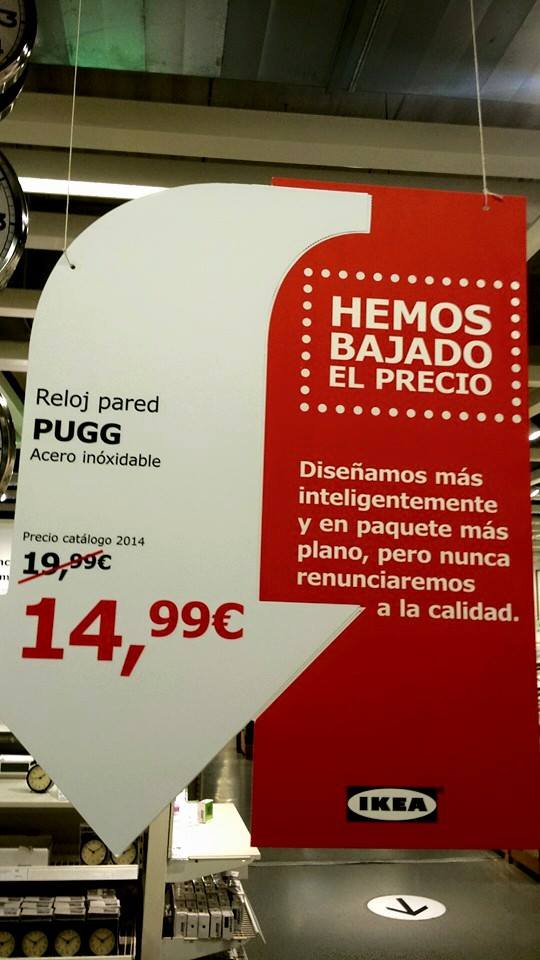 Reloj pared
PUGG
Acero inóxidable
Precio catálogo 2014
19,99€
14,99€
HEMOS
BAJADO
EL PRECIO
Diseñamos más
inteligentemente
y en paquete más
plano, pero nunca
renunciaremos
a la calidad.
IKEA